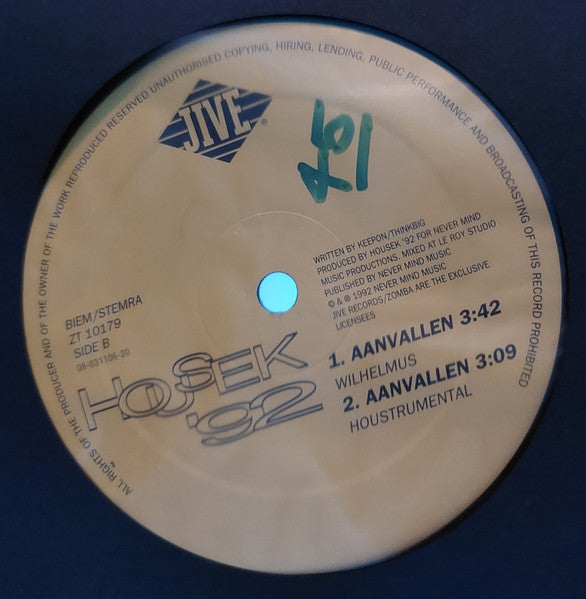 ALL RIGHTS OF THE PRODUCER AND OF THE OWNER OF THE WORK REPRODUCED RESERVED UNAUTHORISED COPYING, HIRING, LENDING, PUBLIC PERFORMANCE AND BROADCASTING OF THIS RECORD PROHIBITED
JIVE®
101
WRITTEN BY KEEPON/THINKBIG
PRODUCED BY HOUSEK '92 FOR NEVER MIND
MUSIC PRODUCTIONS. MIXED AT LE ROY STUDIO
PUBLISHED BY NEVER MIND MUSIC
© & ℗ 1992 NEVER MIND MUSIC
JIVE RECORDS/ZOMBA ARE THE EXCLUSIVE
LICENSEES
BIEM/STEMRA
ZT 10179
SIDE B
08-031106-20
HOUSEK
'92
1. AANVALLEN 3:42
WILHELMUS
2. AANVALLEN 3:09
HOUSTRUMENTAL